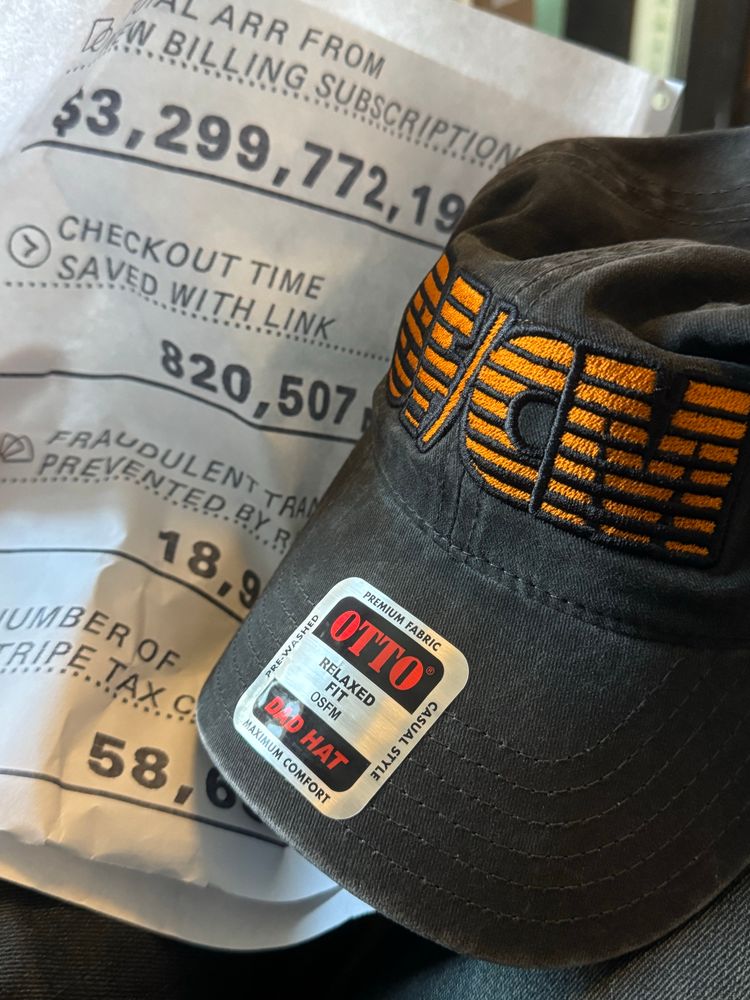 ARR FROM
BILLING SUBSCRIPTION
$3,299,772,19
CHECKOUT TIME
SAVED WITH LINK
820,507
FRAUDULENT TRA
PREVENTED BY R
18,9
NUMBER OF
TRIPE TAX C
58,6
PREMIUM FABRIC
PRE-WASHED
OTTO®
RELAXED
FIT
OSFM
DAD HAT
CASUAL STYLE
MAXIMUM COMFORT